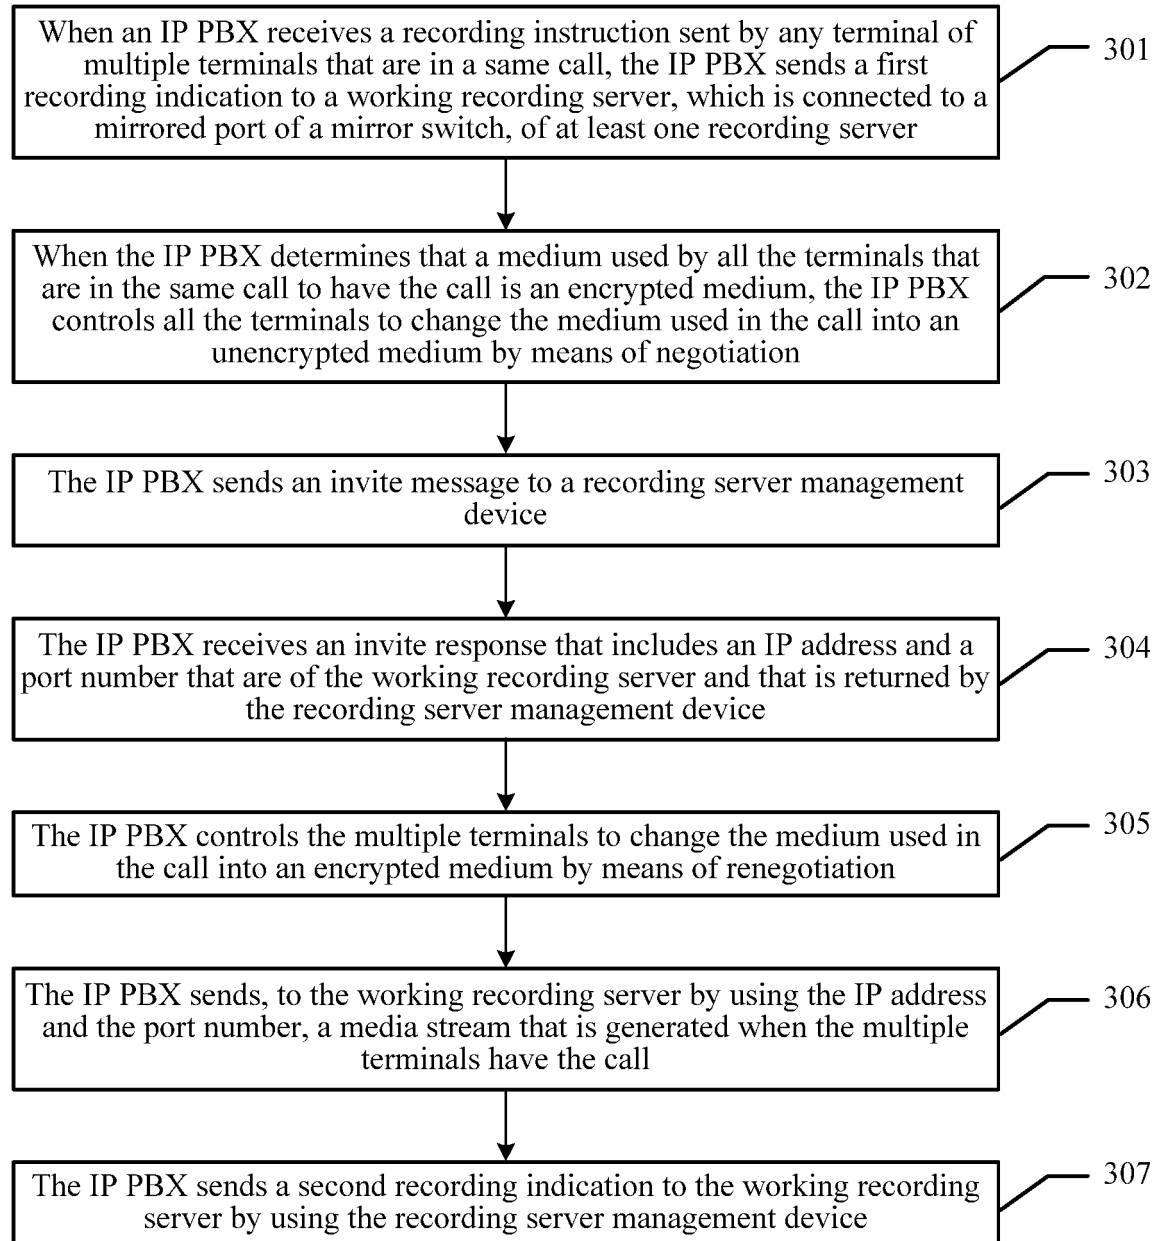 When an IP PBX receives a recording instruction sent by any terminal of
multiple terminals that are in a same call, the IP PBX sends a first
recording indication to a working recording server, which is connected to a
mirrored port of a mirror switch, of at least one recording server
301
When the IP PBX determines that a medium used by all the terminals that
are in the same call to have the call is an encrypted medium, the IP PBX
controls all the terminals to change the medium used in the call into an
unencrypted medium by means of negotiation
302
The IP PBX sends an invite message to a recording server management
device
303
The IP PBX receives an invite response that includes an IP address and a
port number that are of the working recording server and that is returned by
the recording server management device
304
The IP PBX controls the multiple terminals to change the medium used in
the call into an encrypted medium by means of renegotiation
305
The IP PBX sends, to the working recording server by using the IP address
and the port number, a media stream that is generated when the multiple
terminals have the call
306
The IP PBX sends a second recording indication to the working recording
server by using the recording server management device
307